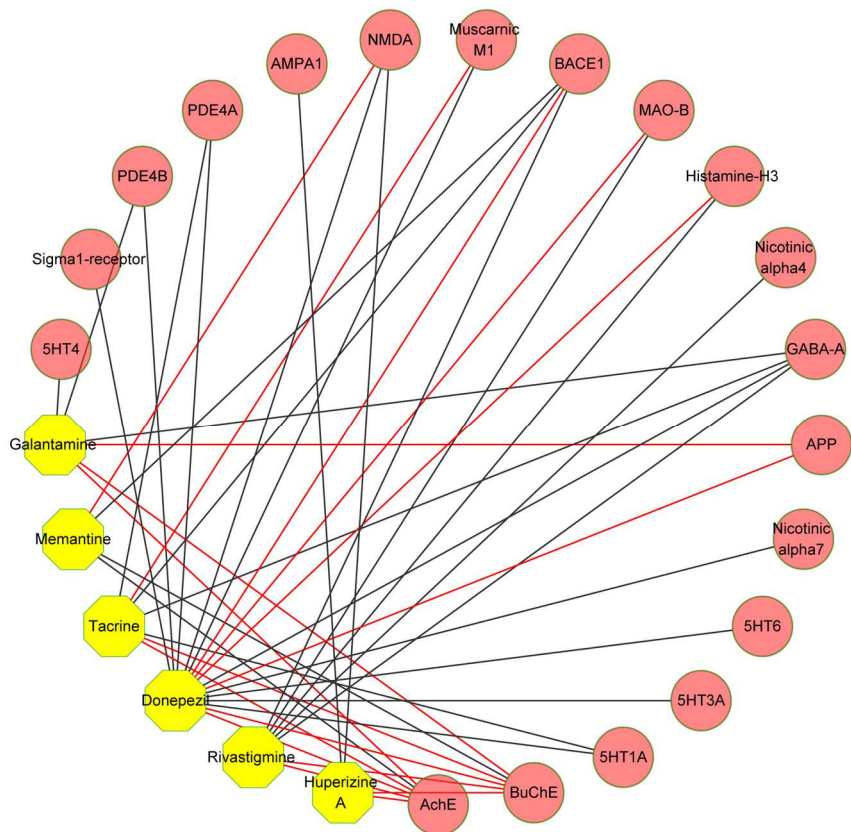 Muscarnic
M1
NMDA
AMPA1
BACE1
PDE4A
MAO-B
PDE4B
Histamine-H3
Sigma1-receptor
Nicotinic
alpha4
5HT4
GABA-A
Galantamine
APP
Memantine
Nicotinic
alpha7
Tacrine
5HT6
Donepezil
5HT3A
Rivastigmine
5HT1A
Huperizine
A
AchE
BuChE